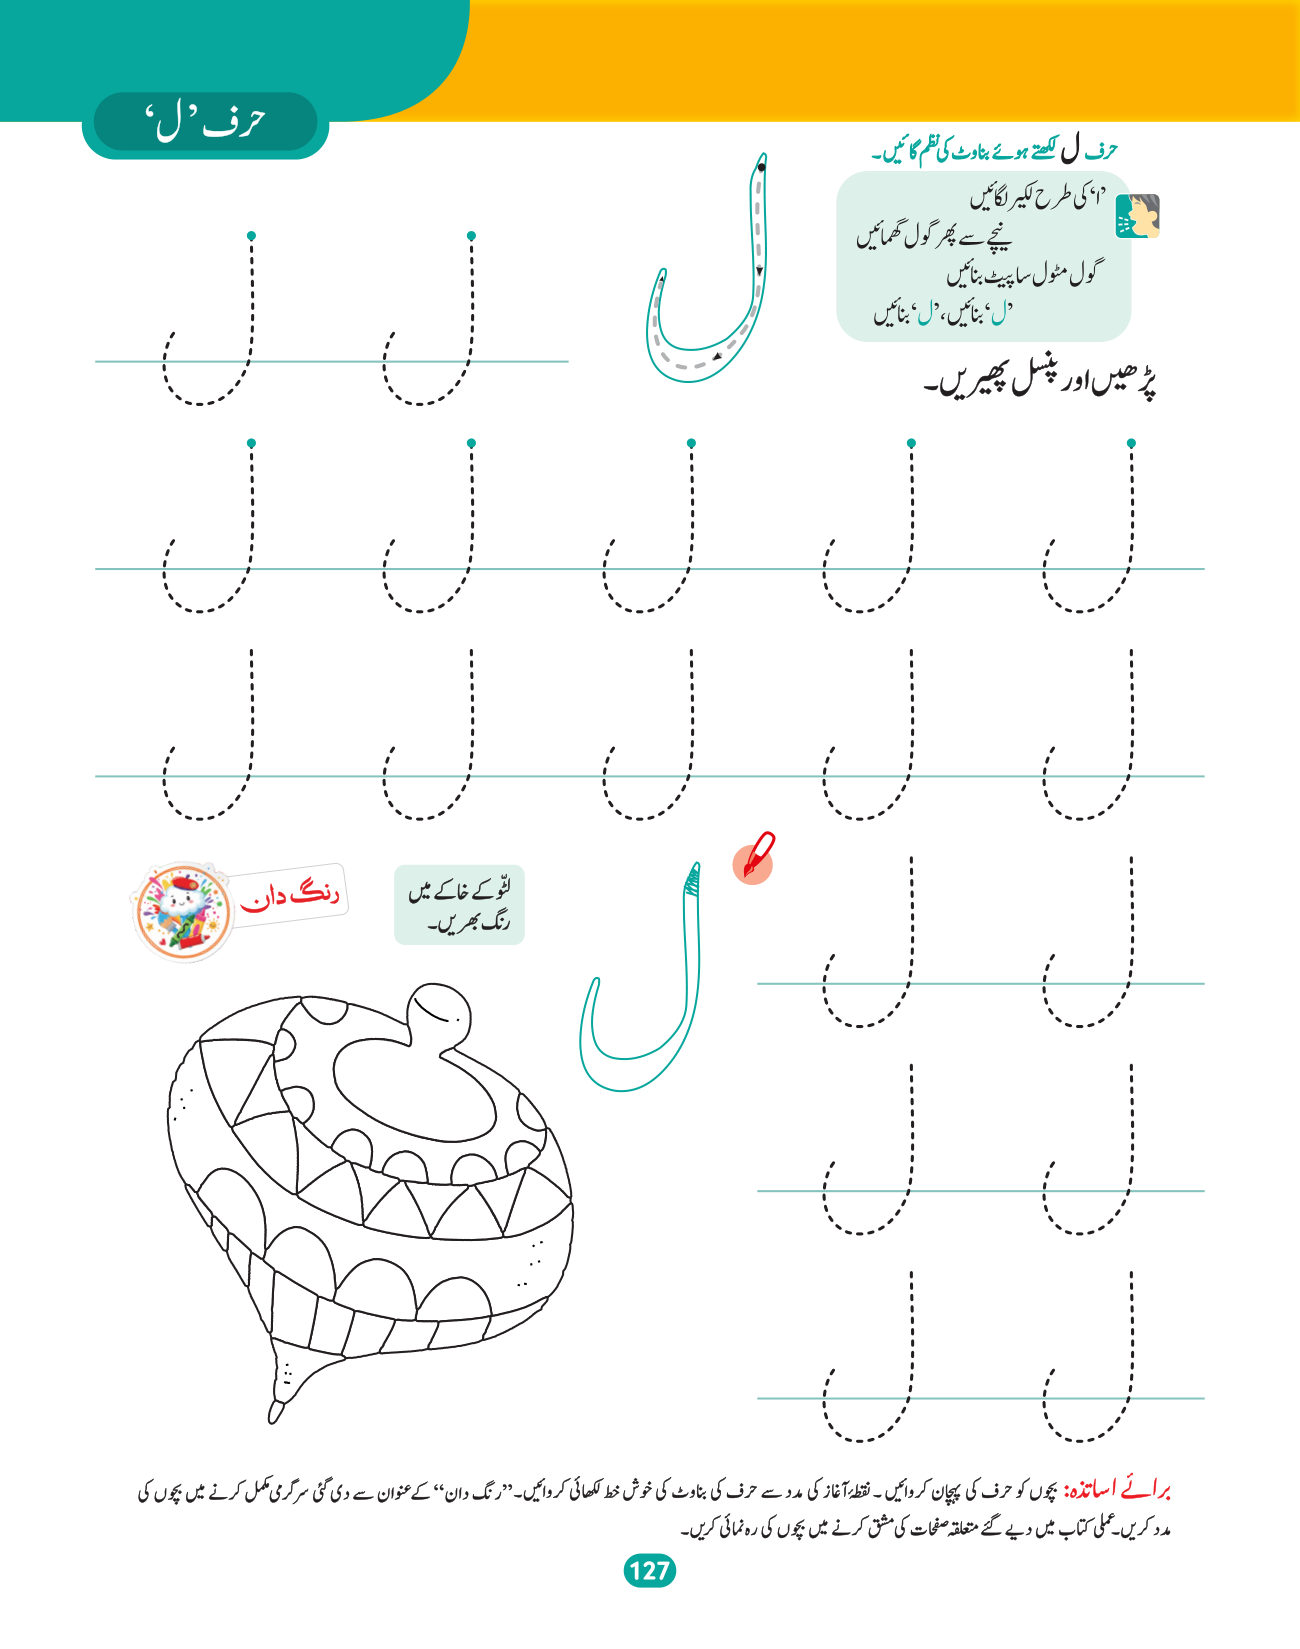 حرف ’ل‘
حرف ل لکھتے ہوئے بناوٹ کی نظم گائیں۔
’ا‘ کی طرح لکیر لگائیں
نیچے سے پھر گول گھمائیں
گول مٹول سا پیٹ بنائیں
’ل‘ بنائیں، ’ل‘ بنائیں
پڑھیں اور پنسل پھیریں۔
لٹّو کے خاکے میں
رنگ بھریں۔
رنگ دان
برائے اساتذہ: بچوں کو حرف کی پہچان کروائیں۔ نقطۂ آغاز کی مدد سے حرف کی بناوٹ کی خوش خط لکھائی کروائیں۔ ”رنگ دان“ کے عنوان سے دی گئی سرگرمی مکمل کرنے میں بچوں کی
مدد کریں۔ عملی کتاب میں دیے گئے متعلقہ صفحات کی مشق کرنے میں بچوں کی رہ نمائی کریں۔
127